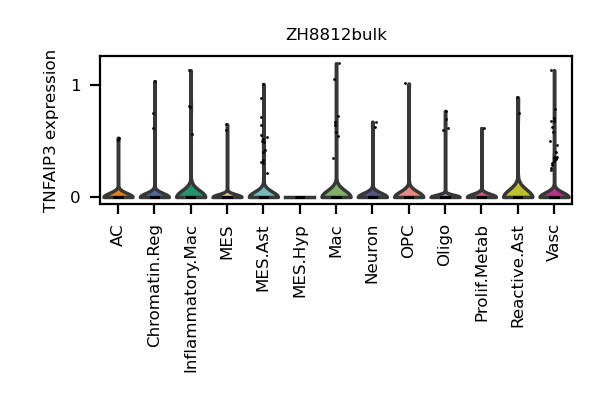 ZH8812bulk
TNFAIP3 expression
1
0
AC
Chromatin.Reg
Inflammatory.Mac
MES
MES.Ast
MES.Hyp
Mac
Neuron
OPC
Oligo
Prolif.Metab
Reactive.Ast
Vasc